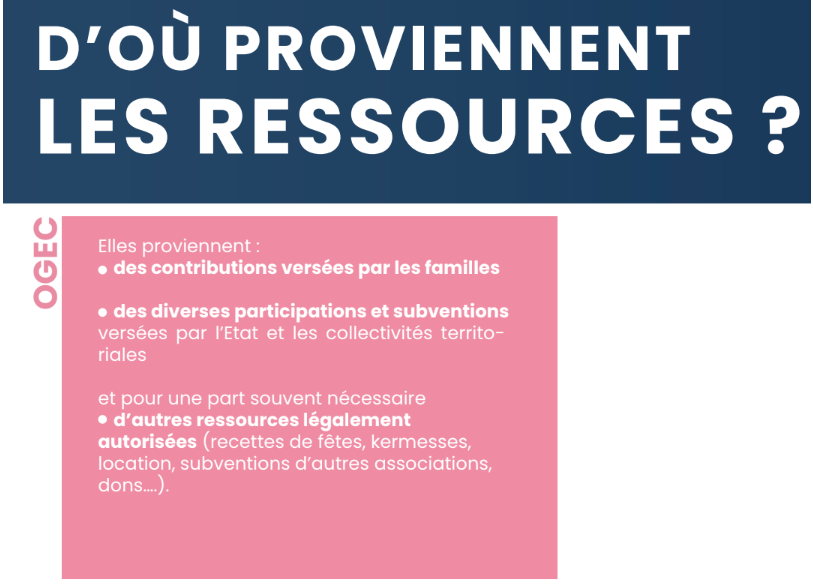 D’OÙ PROVIENNENT
LES RESSOURCES ?
OGEC
Elles proviennent :
• des contributions versées par les familles
• des diverses participations et subventions
versées par l’Etat et les collectivités territo-
riales
et pour une part souvent nécessaire
• d’autres ressources légalement
autorisées (recettes de fêtes, kermesses,
location, subventions d’autres associations,
dons....).